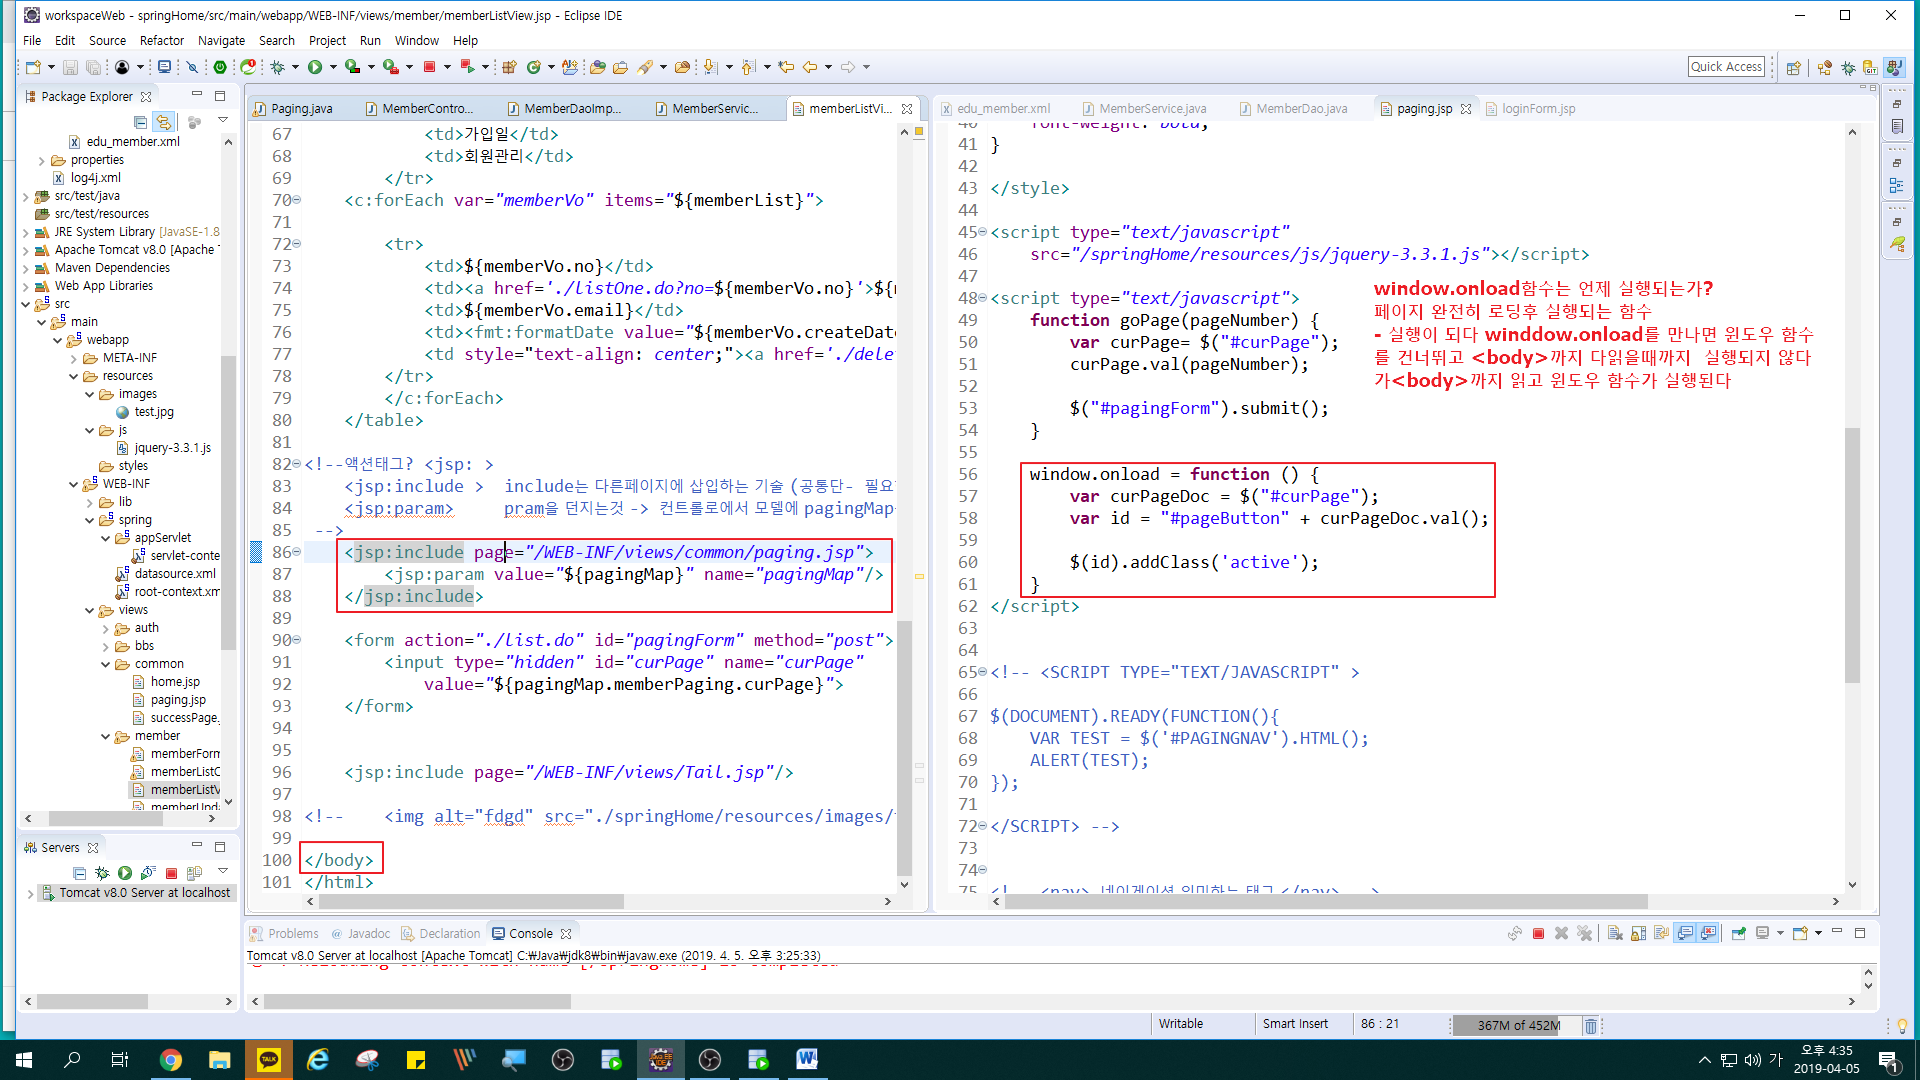 workspaceWeb - springHome/src/main/webapp/WEB-INF/views/member/memberListView.jsp - Eclipse IDE
File Edit Source Refactor Navigate Search Project Run Window Help
Quick Access
Package Explorer
edu_member.xml
properties
log4j.xml
src/test/java
src/test/resources
JRE System Library [JavaSE-1.8
Apache Tomcat v8.0 [Apache T
Maven Dependencies
Web App Libraries
src
main
webapp
META-INF
resources
images
test.jpg
js
jquery-3.3.1.js
styles
WEB-INF
lib
spring
appServlet
servlet-conte
datasource.xml
root-context.xm
views
auth
bbs
common
home.jsp
paging.jsp
successPage.
member
memberForm
memberListC
memberListV
memberUpd
Servers
Tomcat v8.0 Server at localhost
Paging.java MemberContro... MemberDaoImp... MemberServic... memberListVi...
67 <td>가입일</td>
68 <td>회원관리</td>
69 </tr>
70 <c:forEach var="memberVo" items="${memberList}">
71
72 <tr>
73 <td>${memberVo.no}</td>
74 <td><a href='./listOne.do?no=${memberVo.no}'>${
75 <td>${memberVo.email}</td>
76 <td><fmt:formatDate value="${memberVo.createDate
77 <td style="text-align: center;"><a href='./dele
78 </tr>
79 </c:forEach>
80 </table>
81
82 <!--액션태그? <jsp: >
83 <jsp:include > include는 다른페이지에 삽입하는 기술 (공통단- 필요
84 <jsp:param> pram을 던지는것 -> 컨트롤로에서 모델에 pagingMap
85 -->
86 <jsp:include page="/WEB-INF/views/common/paging.jsp">
87 <jsp:param value="${pagingMap}" name="pagingMap"/>
88 </jsp:include>
89
90 <form action="./list.do" id="pagingForm" method="post">
91 <input type="hidden" id="curPage" name="curPage"
92 value="${pagingMap.memberPaging.curPage}">
93 </form>
94
95
96 <jsp:include page="/WEB-INF/views/Tail.jsp"/>
97
98 <!-- <img alt="fdgd" src="./springHome/resources/images/
99
100 </body>
101 </html>
edu_member.xml MemberService.java MemberDao.java paging.jsp loginForm.jsp
40 font-weight: bold;
41 }
42
43 </style>
44
45 <script type="text/javascript"
46 src="/springHome/resources/js/jquery-3.3.1.js"></script>
47
48 <script type="text/javascript">
49 function goPage(pageNumber) {
50 var curPage= $("#curPage");
51 curPage.val(pageNumber);
52
53 $("#pagingForm").submit();
54 }
55
56 window.onload = function () {
57 var curPageDoc = $("#curPage");
58 var id = "#pageButton" + curPageDoc.val();
59
60 $(id).addClass('active');
61 }
62 </script>
63
64
65 <!-- <SCRIPT TYPE="TEXT/JAVASCRIPT" >
66
67 $(DOCUMENT).READY(FUNCTION(){
68 VAR TEST = $('#PAGINGNAV').HTML();
69 ALERT(TEST);
70 });
71
72 </SCRIPT> -->
73
74
75 <!-- <nav> 네이게이션 의미하는 태그 </nav> -->
window.onload함수는 언제 실행되는가?
페이지 완전히 로딩후 실행되는 함수
- 실행이 되다 winddow.onload를 만나면 윈도우 함수
를 건너뛰고 <body>까지 다읽을때까지 실행되지 않다
가<body>까지 읽고 윈도우 함수가 실행된다
Problems Javadoc Declaration Console
Tomcat v8.0 Server at localhost [Apache Tomcat] C:₩Java₩jdk8₩bin₩javaw.exe (2019. 4. 5. 오후 3:25:33)
Writable Smart Insert 86 : 21 367M of 452M
TALK
가
오후 4:35
2019-04-05
1